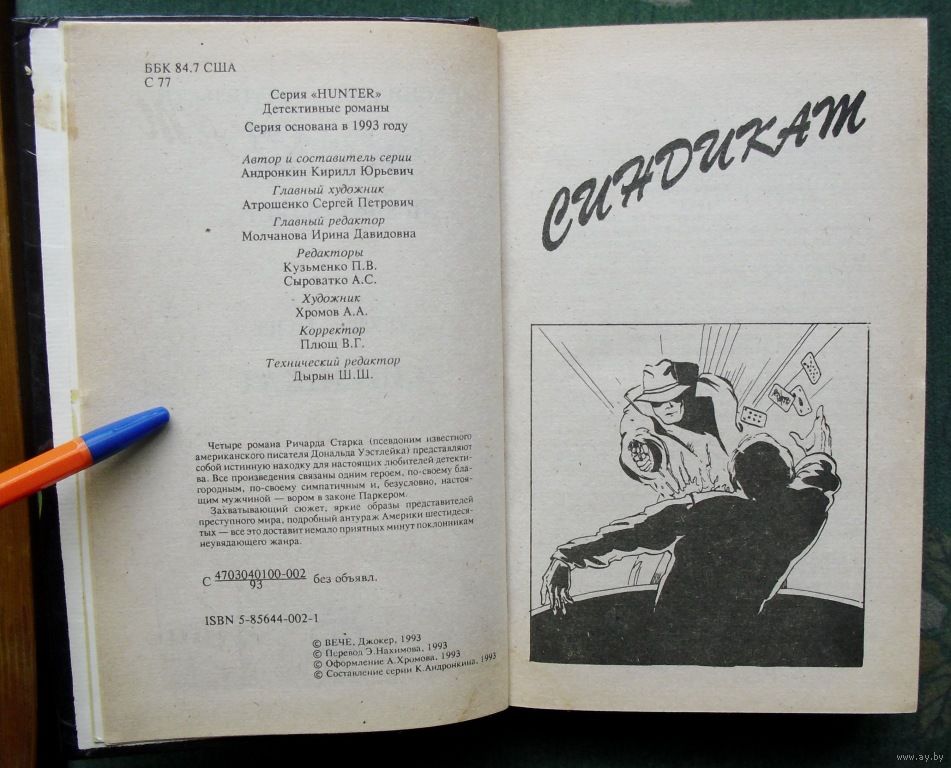 ББК 84.7 США
С 77
Серия «HUNTER»
Детективные романы
Серия основана в 1993 году
Автор и составитель серии
Андронкин Кирилл Юрьевич
Главный художник
Атрошенко Сергей Петрович
Главный редактор
Молчанова Ирина Давидовна
Редакторы
Кузьменко П.В.
Сыроватко А.С.
Художник
Хромов А.А.
Корректор
Плющ В.Г.
Технический редактор
Дырын Ш.Ш.
Четыре романа Ричарда Старка (псевдоним известного
американского писателя Дональда Уэстлейка) представляют
собой истинную находку для настоящих любителей детекти-
ва. Все произведения связаны одним героем, по-своему бла-
городным, по-своему симпатичным и, безусловно, настоя-
щим мужчиной — вором в законе Паркером.
Захватывающий сюжет, яркие образы представителей
преступного мира, подробный антураж Америки шестидеся-
тых — все это доставит немало приятных минут поклонникам
неувядающего жанра.
С 4703040100-002 без объявл.
93
ISBN 5-85644-002-1
© ВЕЧЕ, Джокер, 1993
© Перевод Э.Нахимова, 1993
© Оформление А.Хромова, 1993
© Составление серии К.Андронкина, 1993
СИНДИКАТ
www.ay.by